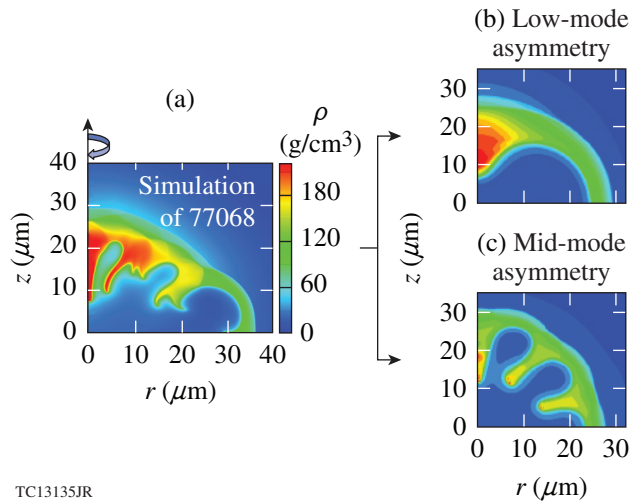 (b) Low-mode
asymmetry
(a)
ρ
(g/cm3)
Simulation
of 77068
180
120
60
0
40
30
20
10
0
z (μm)
0 10 20 30 40
r (μm)
30
20
10
0
z (μm)
(c) Mid-mode
asymmetry
30
20
10
0
z (μm)
0 10 20 30
r (μm)
TC13135JR